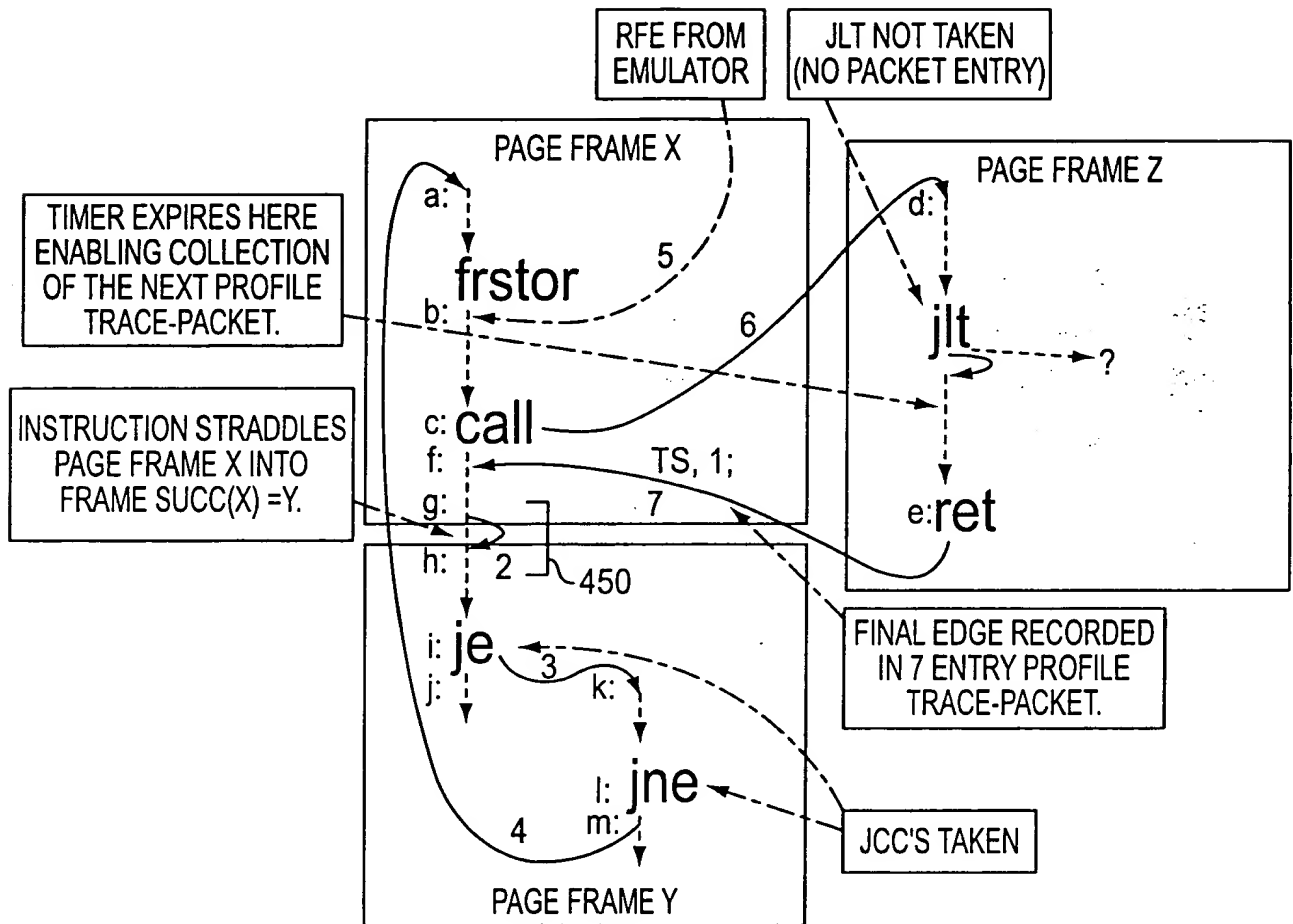 RFE FROM
EMULATOR
JLT NOT TAKEN
(NO PACKET ENTRY)
PAGE FRAME X
PAGE FRAME Z
a:
d:
TIMER EXPIRES HERE
ENABLING COLLECTION
OF THE NEXT PROFILE
TRACE-PACKET.
5
frstor
b:
6
jlt
?
INSTRUCTION STRADDLES
PAGE FRAME X INTO
FRAME SUCC(X) =Y.
c: call
f:
TS, 1;
7
g:
e: ret
h:
2
450
i: je
3
j:
k:
FINAL EDGE RECORDED
IN 7 ENTRY PROFILE
TRACE-PACKET.
l: jne
m:
4
JCC'S TAKEN
PAGE FRAME Y